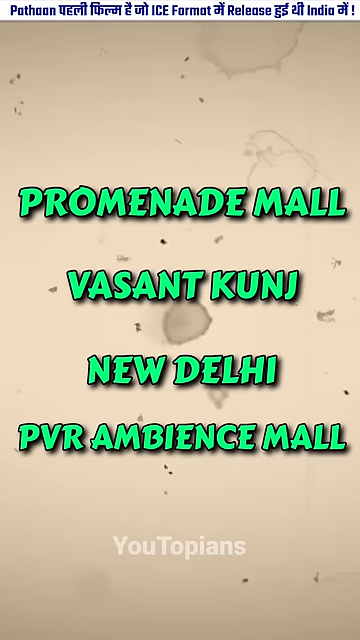 Pathaan पहली फिल्म है जो ICE Format में Release हुई थी India में !
PROMENADE MALL
VASANT KUNJ
NEW DELHI
PVR AMBIENCE MALL
YouTopians